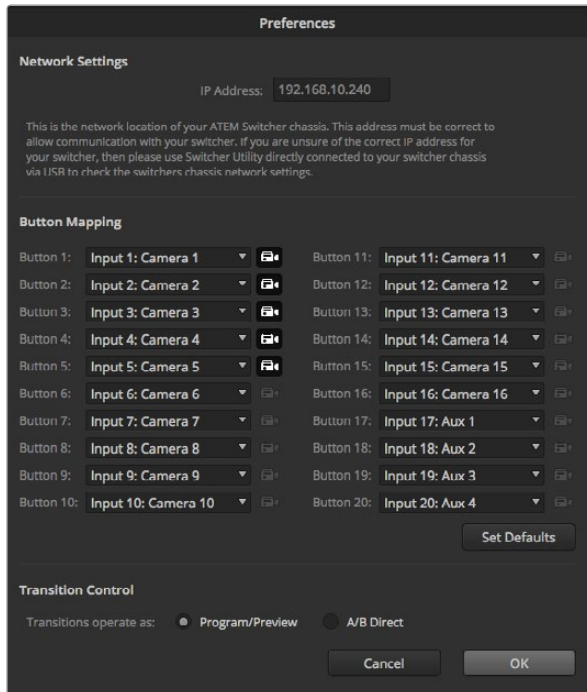 Preferences
Network Settings
IP Address: 192.168.10.240
This is the network location of your ATEM Switcher chassis. This address must be correct to
allow communication with your switcher. If you are unsure of the correct IP address for
your switcher, then please use Switcher Utility directly connected to your switcher chassis
via USB to check the switchers chassis network settings.
Button Mapping
Button 1: Input 1: Camera 1 Button 11: Input 11: Camera 11
Button 2: Input 2: Camera 2 Button 12: Input 12: Camera 12
Button 3: Input 3: Camera 3 Button 13: Input 13: Camera 13
Button 4: Input 4: Camera 4 Button 14: Input 14: Camera 14
Button 5: Input 5: Camera 5 Button 15: Input 15: Camera 15
Button 6: Input 6: Camera 6 Button 16: Input 16: Camera 16
Button 7: Input 7: Camera 7 Button 17: Input 17: Aux 1
Button 8: Input 8: Camera 8 Button 18: Input 18: Aux 2
Button 9: Input 9: Camera 9 Button 19: Input 19: Aux 3
Button 10: Input 10: Camera 10 Button 20: Input 20: Aux 4
Set Defaults
Transition Control
Transitions operate as: Program/Preview A/B Direct
Cancel OK